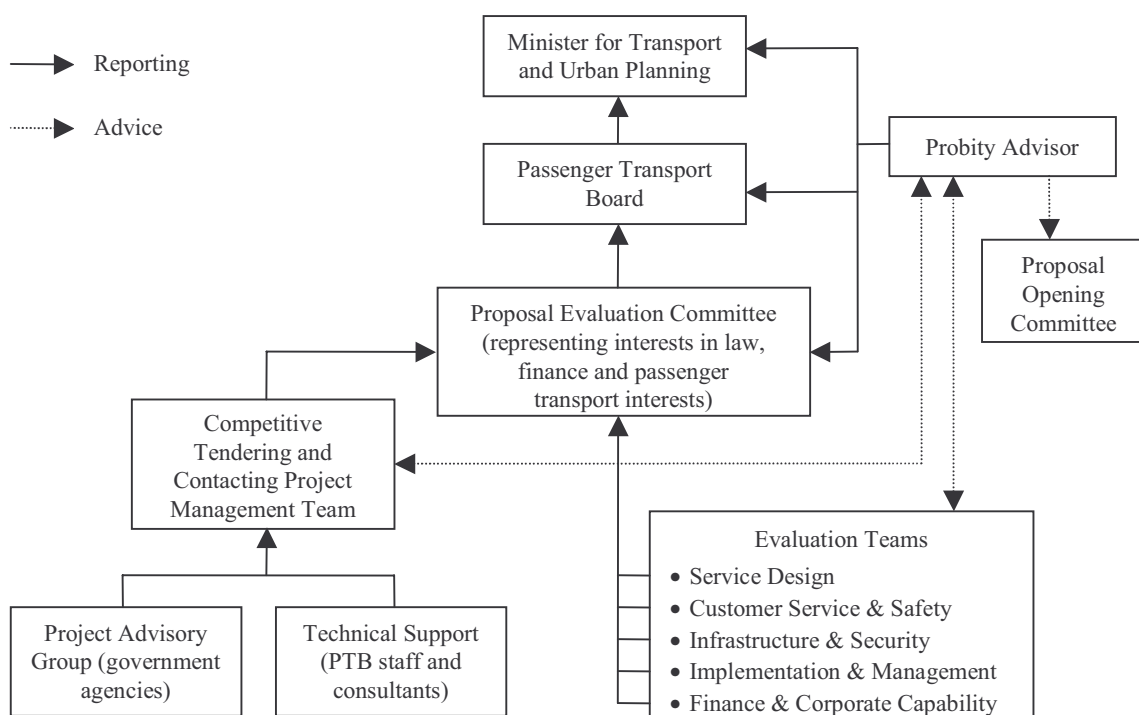 Minister for Transport
and Urban Planning
Reporting
Advice
Probity Advisor
Passenger Transport
Board
Proposal
Opening
Committee
Proposal Evaluation Committee
(representing interests in law,
finance and passenger
transport interests)
Competitive
Tendering and
Contacting Project
Management Team
Evaluation Teams
• Service Design
• Customer Service & Safety
• Infrastructure & Security
• Implementation & Management
• Finance & Corporate Capability
Project Advisory
Group (government
agencies)
Technical Support
(PTB staff and
consultants)